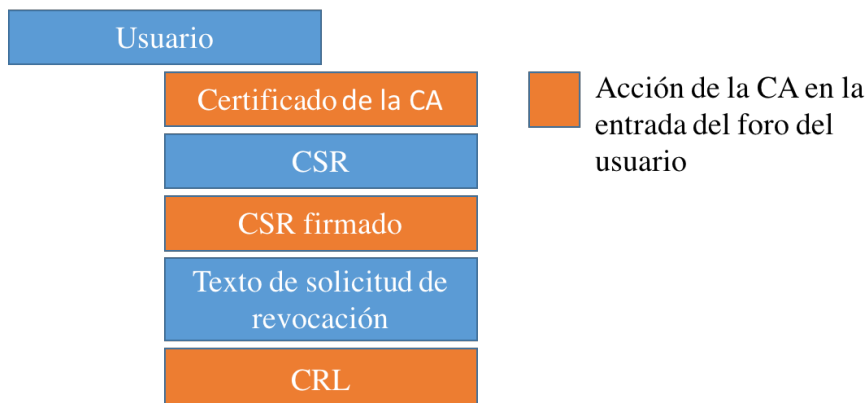 Usuario
Certificado de la CA
Acción de la CA en la
entrada del foro del
usuario
CSR
CSR firmado
Texto de solicitud de
revocación
CRL